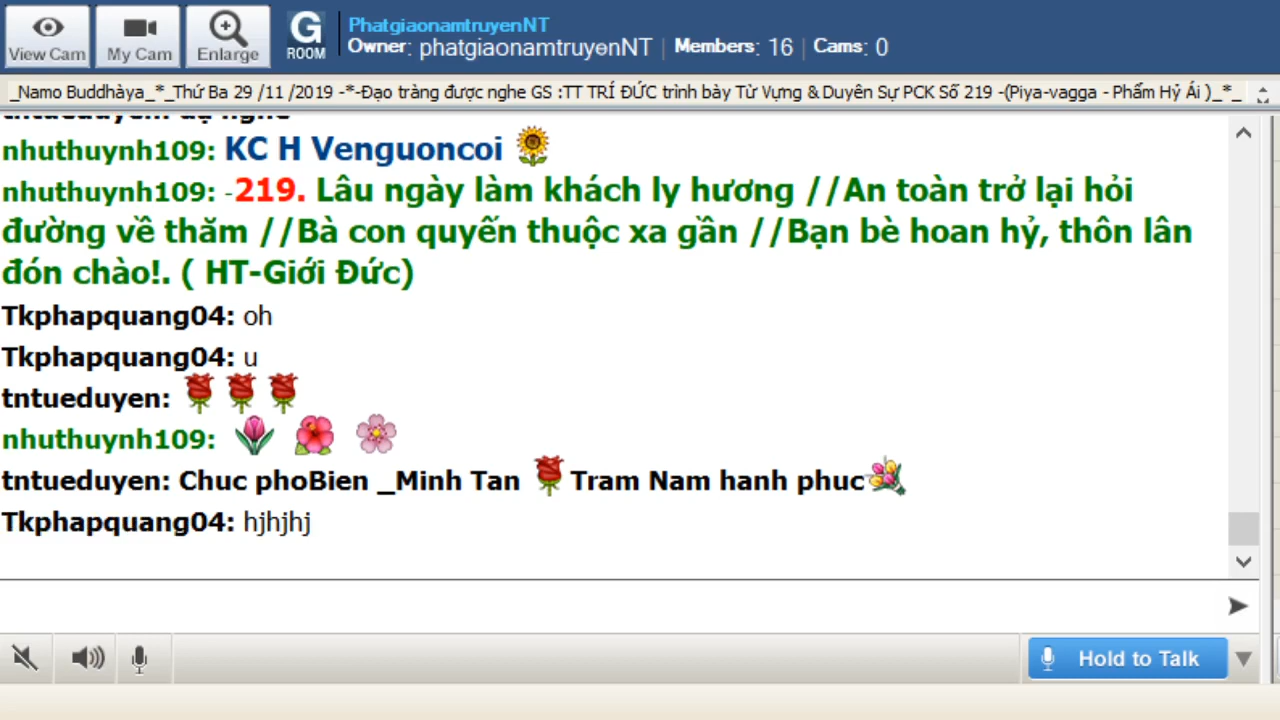 View Cam
My Cam
Enlarge
G
ROOM
PhatgiaonamtruyenNT
Owner: phatgiaonamtruyenNT | Members: 16 | Cams: 0
_Namo Buddhàya_*_Thứ Ba 29 /11 /2019 -*-Đạo tràng được nghe GS :TT TRÍ ĐỨC trình bày Từ Vựng & Duyên Sự PCK Số 219 -(Piya-vagga - Phẩm Hỷ Ái )_*_
tntueduyen: dạ nghe
nhuthuynh109: KC H Venguoncoi
nhuthuynh109: -219. Lâu ngày làm khách ly hương //An toàn trở lại hỏi
đường về thăm //Bà con quyến thuộc xa gần //Bạn bè hoan hỷ, thôn lân
đón chào!. ( HT-Giới Đức)
Tkphapquang04: oh
Tkphapquang04: u
tntueduyen:
nhuthuynh109:
tntueduyen: Chuc phoBien _Minh Tan Tram Nam hanh phuc
Tkphapquang04: hjhjhj
Hold to Talk